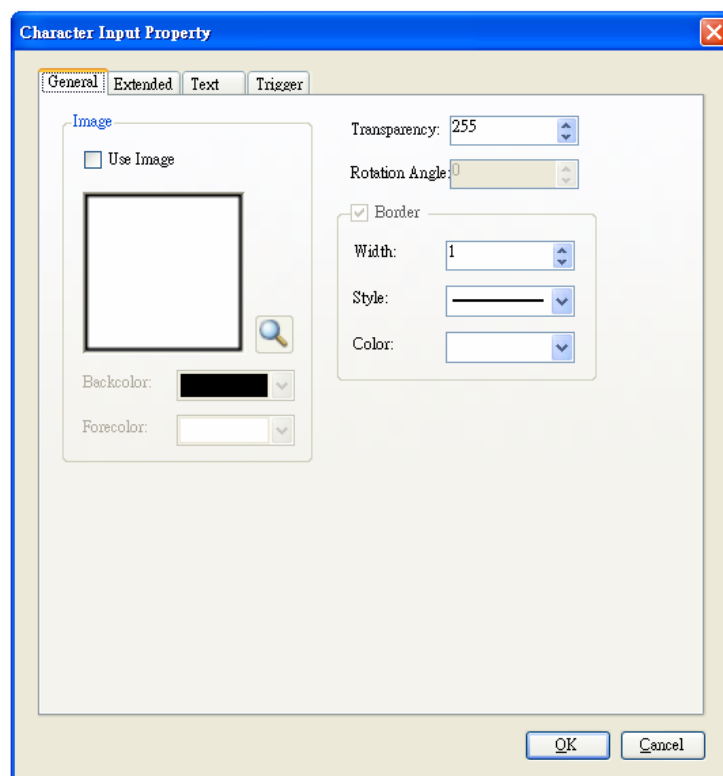 Character Input Property
General Extended Text Trigger
Image
Use Image
Backcolor:
Forecolor:
Transparency: 255
Rotation Angle: 0
Border
Width: 1
Style:
Color:
OK Cancel